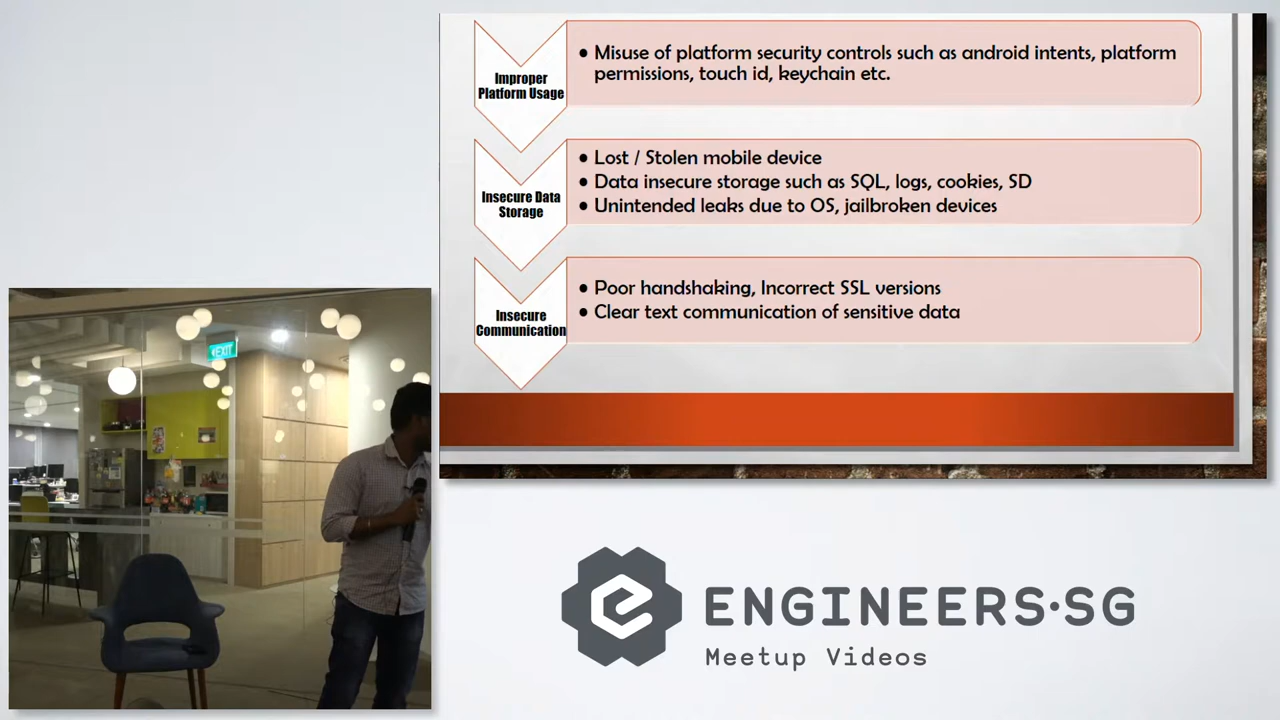 Improper
Platform Usage
• Misuse of platform security controls such as android intents, platform
permissions, touch id, keychain etc.
Insecure Data
Storage
• Lost / Stolen mobile device
• Data insecure storage such as SQL, logs, cookies, SD
• Unintended leaks due to OS, jailbroken devices
Insecure
Communication
• Poor handshaking, Incorrect SSL versions
• Clear text communication of sensitive data
EXIT
ENGINEERS·SG
Meetup Videos